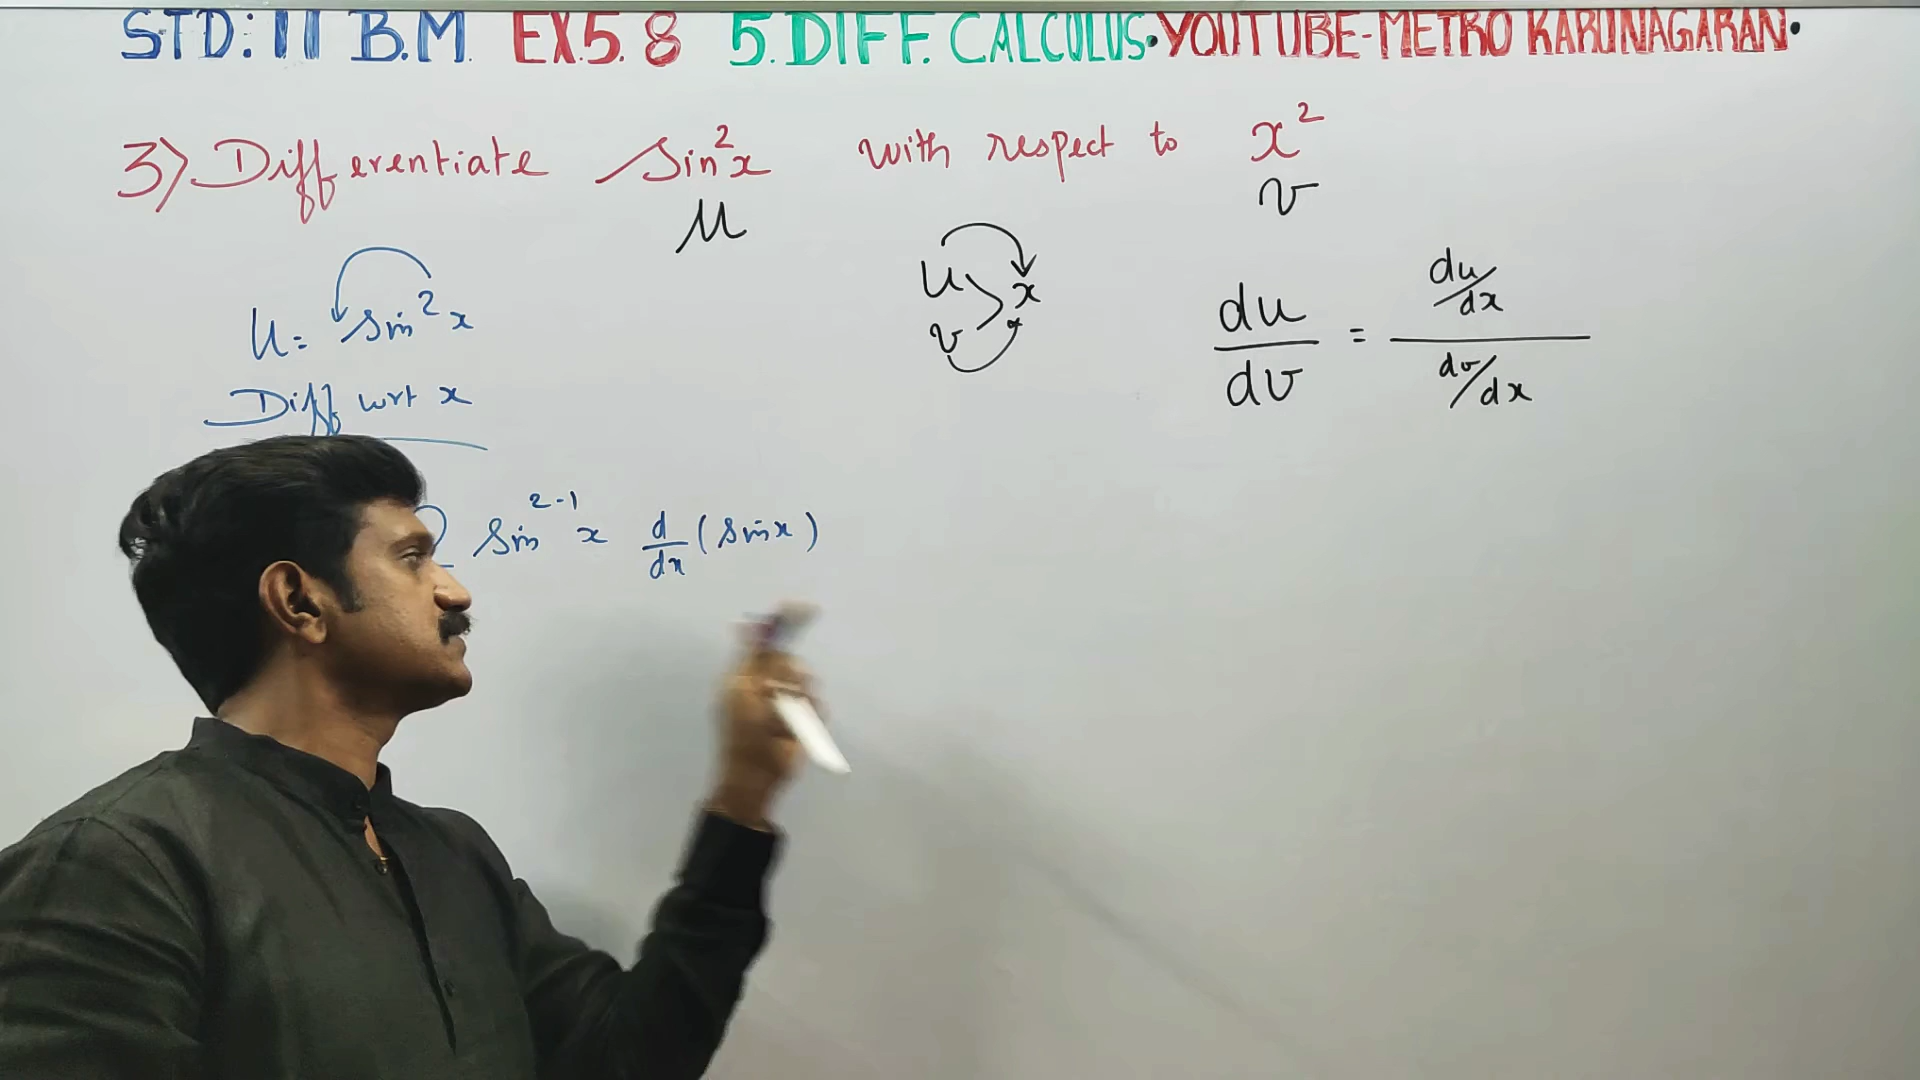 STD: 11 B.M. EX.5.8 5.DIFF. CALCULUS•YOUTUBE-METRO KARUNAGARAN•
3) Differentiate sin²x with respect to x²
u v
u = sin²x
Diff wrt x
2 sin²⁻¹x d/dx (sinx)
u x
v
du/dv = du/dx / dv/dx